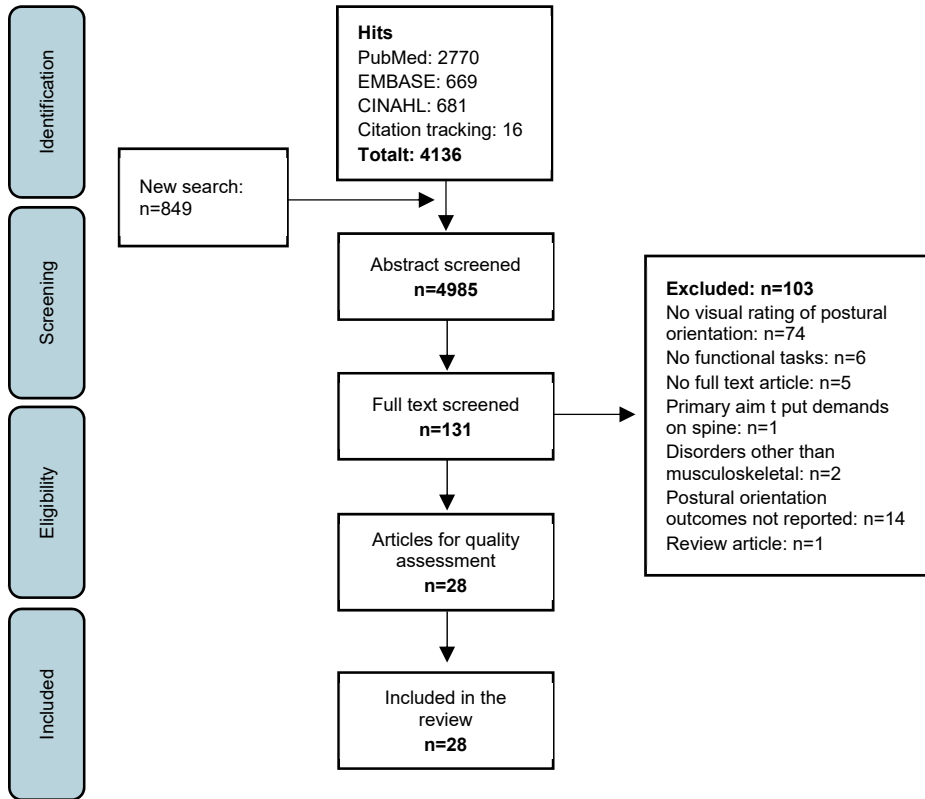 Identification
Hits
PubMed: 2770
EMBASE: 669
CINAHL: 681
Citation tracking: 16
Totalt: 4136
New search:
n=849
Screening
Abstract screened
n=4985
Full text screened
n=131
Excluded: n=103
No visual rating of postural
orientation: n=74
No functional tasks: n=6
No full text article: n=5
Primary aim t put demands
on spine: n=1
Disorders other than
musculoskeletal: n=2
Postural orientation
outcomes not reported: n=14
Review article: n=1
Eligibility
Articles for quality
assessment
n=28
Included
Included in the
review
n=28